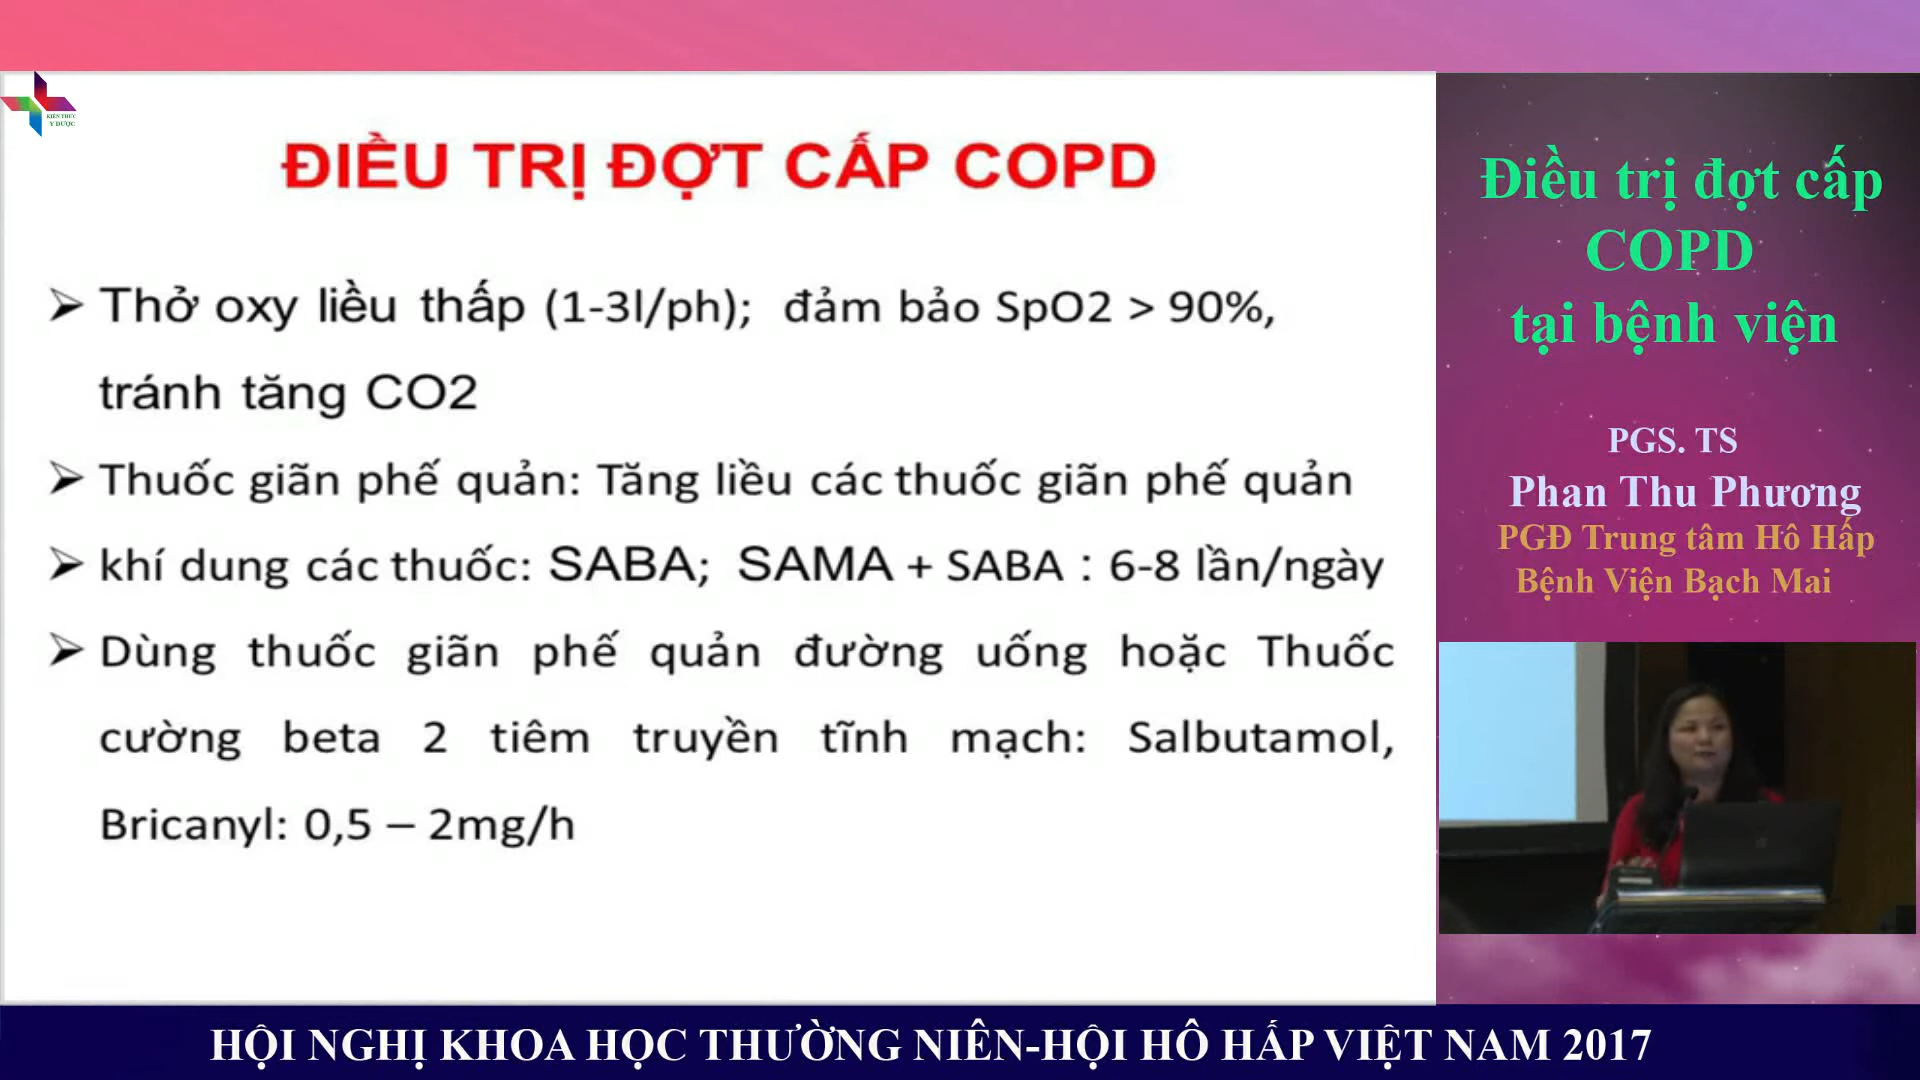 KIẾN THỨC
Y DƯỢC
ĐIỀU TRỊ ĐỢT CẤP COPD
➢ Thở oxy liều thấp (1-3l/ph);  đảm bảo SpO2 > 90%,
tránh tăng CO2
➢ Thuốc giãn phế quản: Tăng liều các thuốc giãn phế quản
➢ khí dung các thuốc: SABA;  SAMA + SABA : 6-8 lần/ngày
➢ Dùng thuốc giãn phế quản đường uống hoặc Thuốc
cường beta 2 tiêm truyền tĩnh mạch: Salbutamol,
Bricanyl: 0,5 – 2mg/h
Điều trị đợt cấp
COPD
tại bệnh viện
PGS. TS
Phan Thu Phương
PGĐ Trung tâm Hô Hấp
Bệnh Viện Bạch Mai
HỘI NGHỊ KHOA HỌC THƯỜNG NIÊN-HỘI HÔ HẤP VIỆT NAM 2017